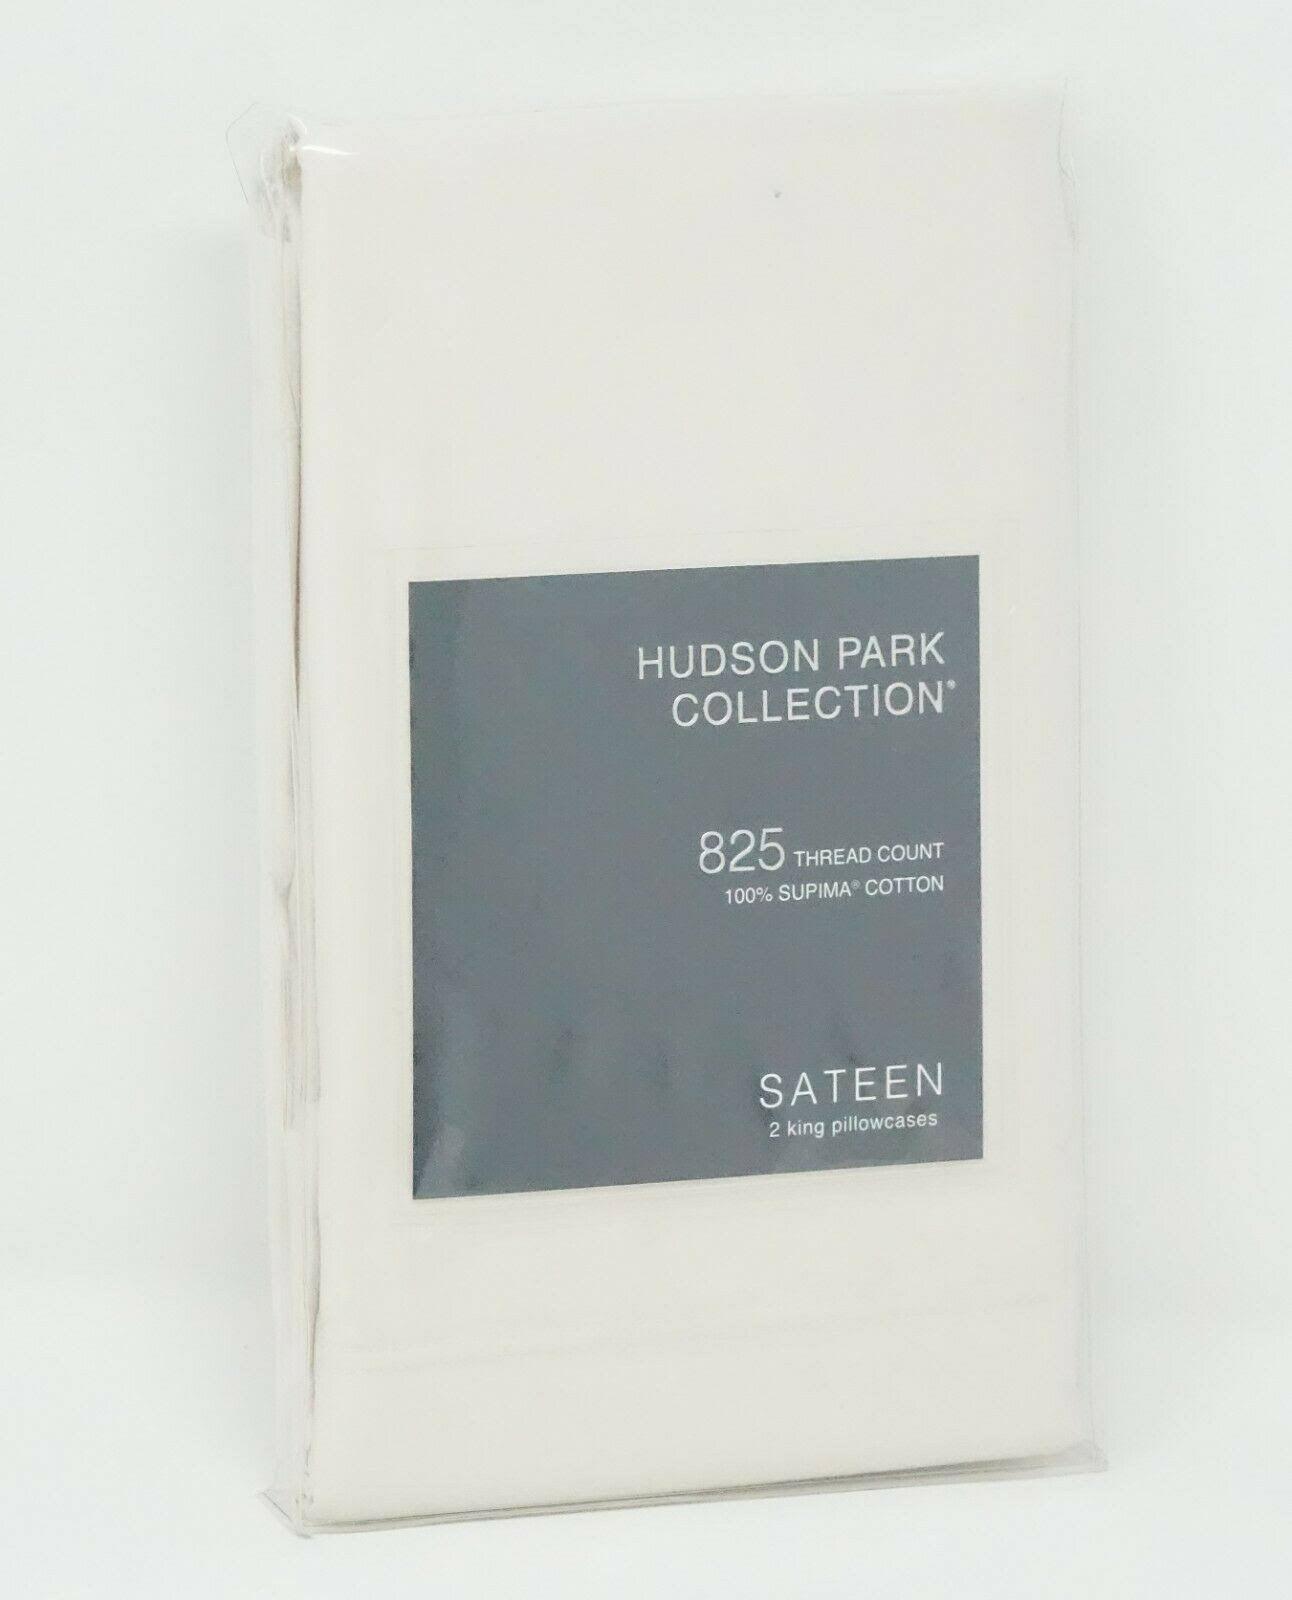 HUDSON PARK
COLLECTION®
825 THREAD COUNT
100% SUPIMA® COTTON
SATEEN
2 king pillowcases